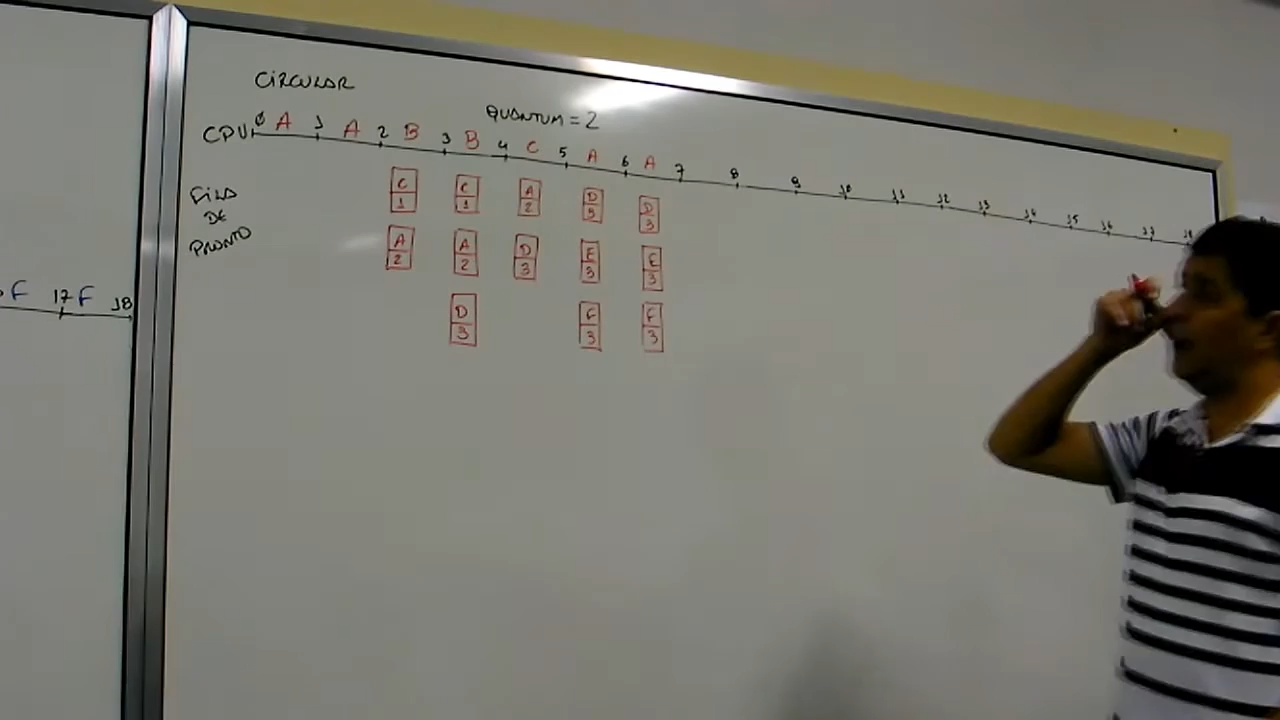 CIRCULAR
QUANTUM = 2
CPU 0 A 1 A 2 B 3 B 4 C 5 A 6 A 7 8 9 10 11 12 13 14 15 16 17 18
FILA
DE
PRONTO
C C A D D
1 1 2 3 3
A A D E E
2 2 3 3 3
D F F
3 3 3
F 17 F 18